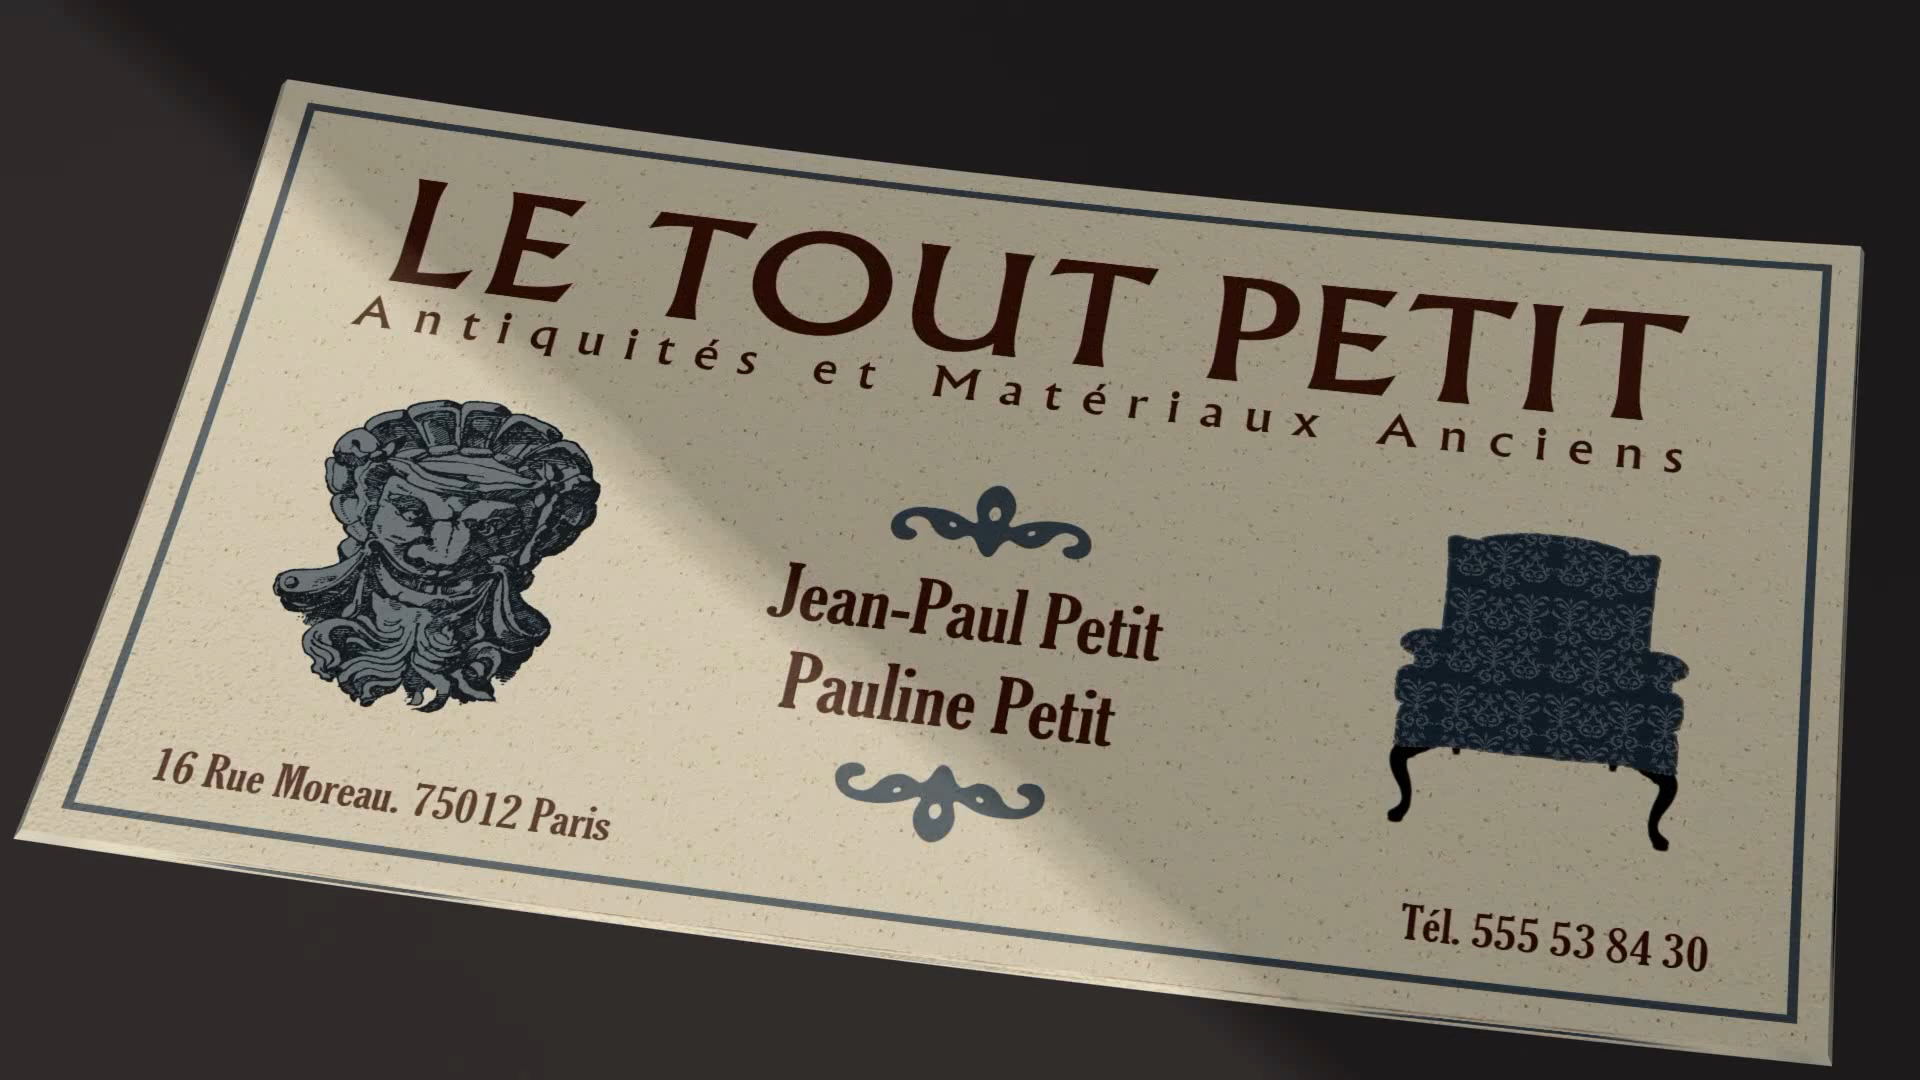 LE TOUT PETIT
Antiquités et Matériaux Anciens
Jean-Paul Petit
Pauline Petit
16 Rue Moreau. 75012 Paris
Tél. 555 53 84 30